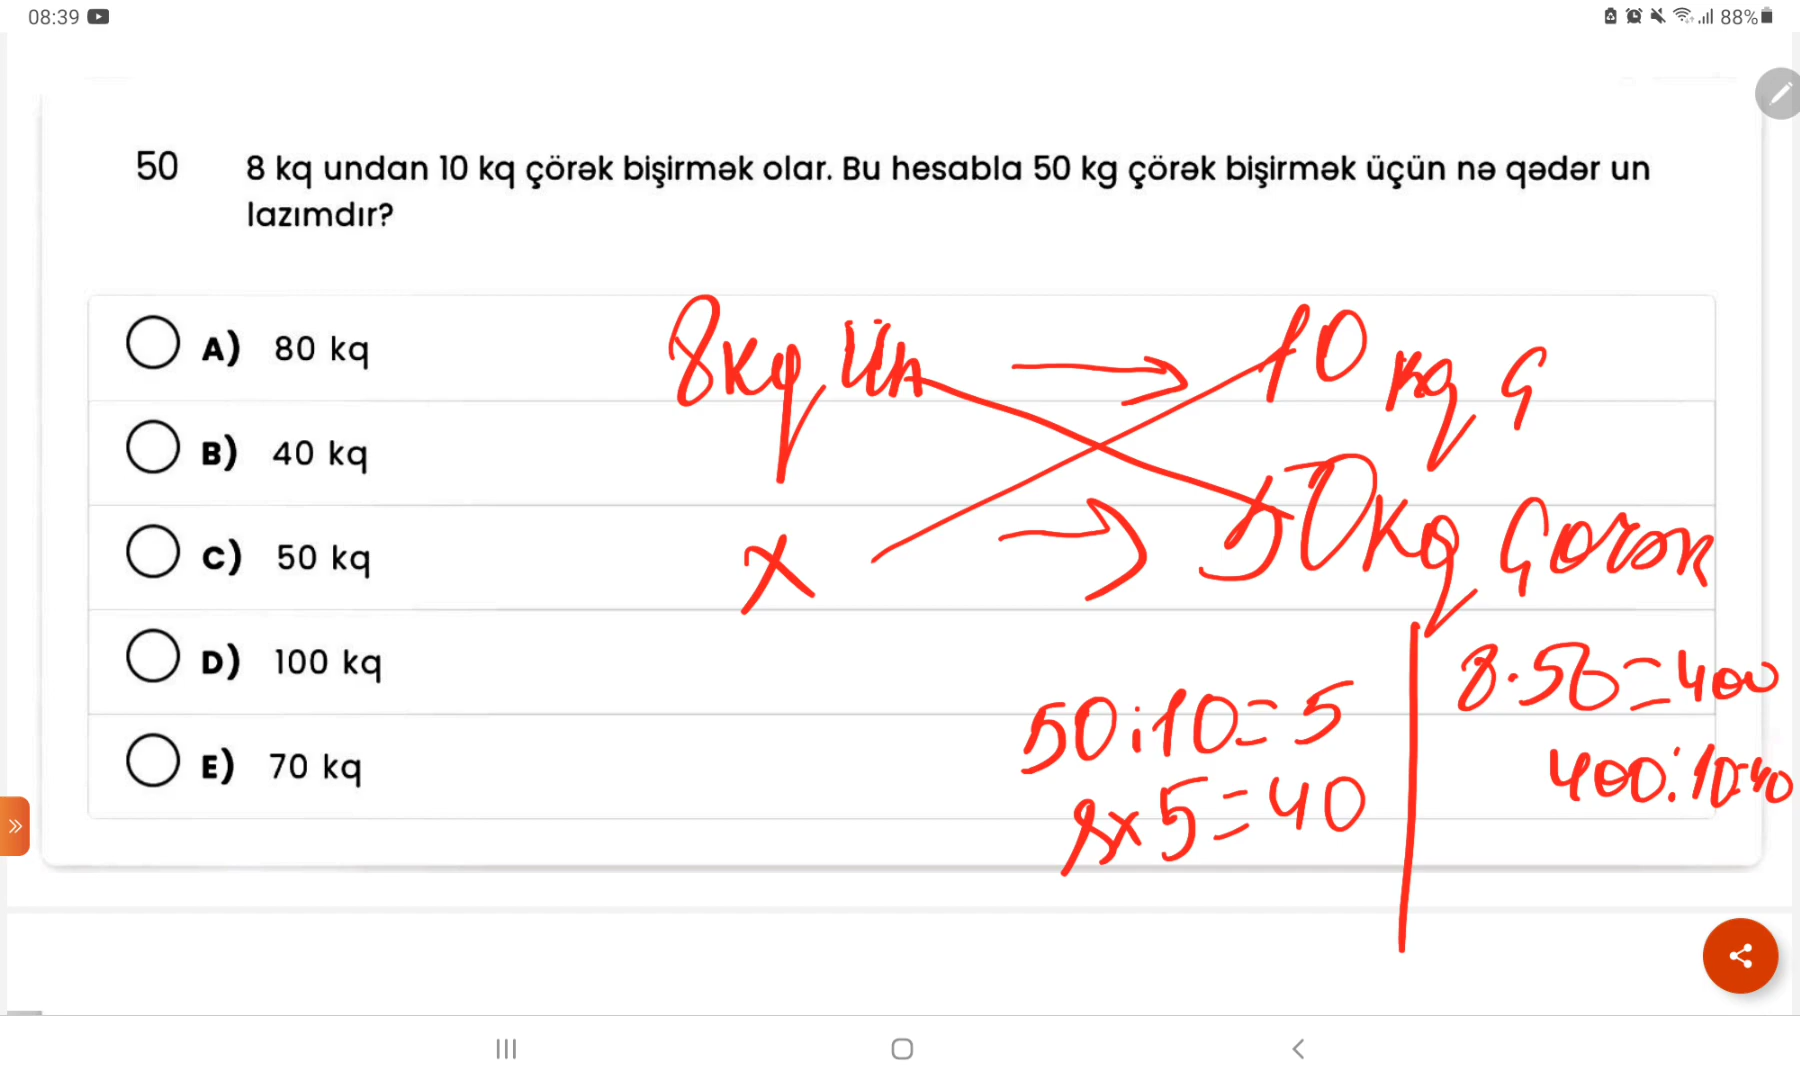 08:39
88%
50 8 kq undan 10 kq çörək bişirmək olar. Bu hesabla 50 kg çörək bişirmək üçün nə qədər un
lazımdır?
A) 80 kq
B) 40 kq
C) 50 kq
D) 100 kq
E) 70 kq
8kq Un → 10 kq ç
x → 50kq çörək
50:10=5
8x5=40
8.50=400
400:10=40